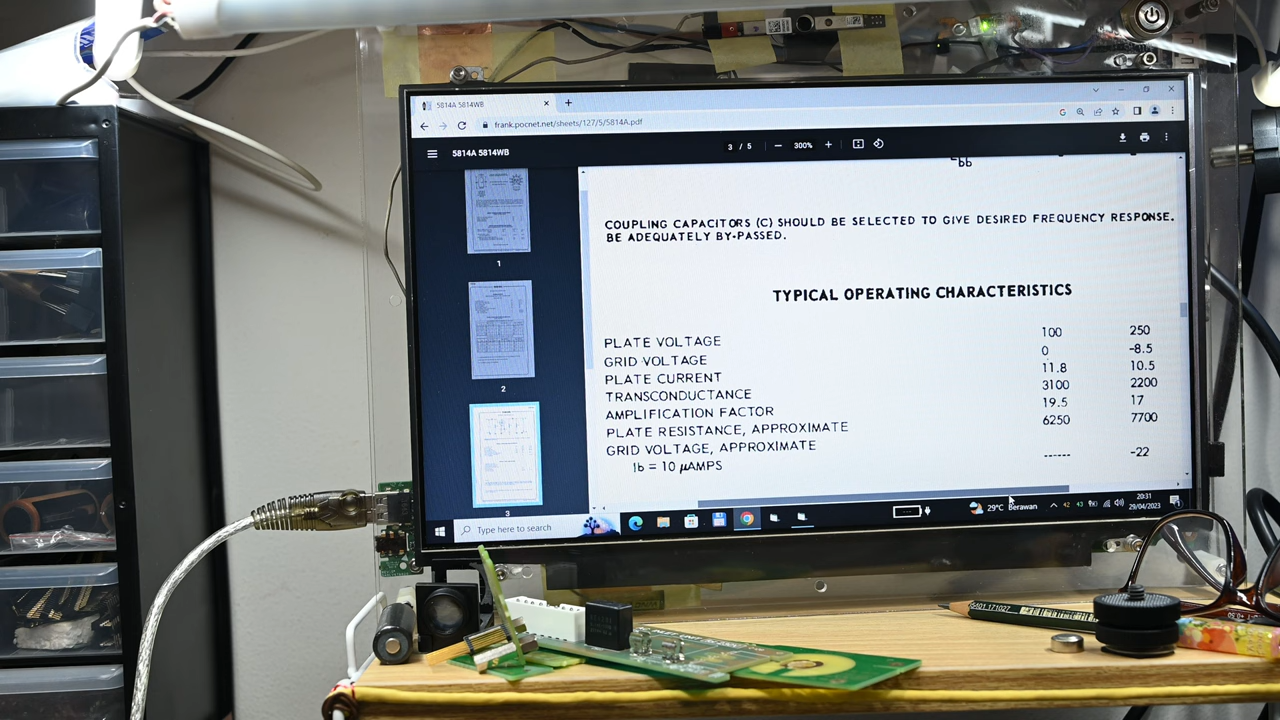 5814A 5814WB
frank.pocnet.net/sheets/127/5/5814A.pdf
5814A 5814WB
3 / 5
300%
COUPLING CAPACITORS (C) SHOULD BE SELECTED TO GIVE DESIRED FREQUENCY RESPONSE.
BE ADEQUATELY BY-PASSED.
TYPICAL OPERATING CHARACTERISTICS
PLATE VOLTAGE 100 250
GRID VOLTAGE 0 -8.5
PLATE CURRENT 11.8 10.5
TRANSCONDUCTANCE 3100 2200
AMPLIFICATION FACTOR 19.5 17
PLATE RESISTANCE, APPROXIMATE 6250 7700
GRID VOLTAGE, APPROXIMATE
Ib = 10 µAMPS ------ -22
1
2
3
Type here to search
29°C Berawan
42 43
20:31
29/04/2023